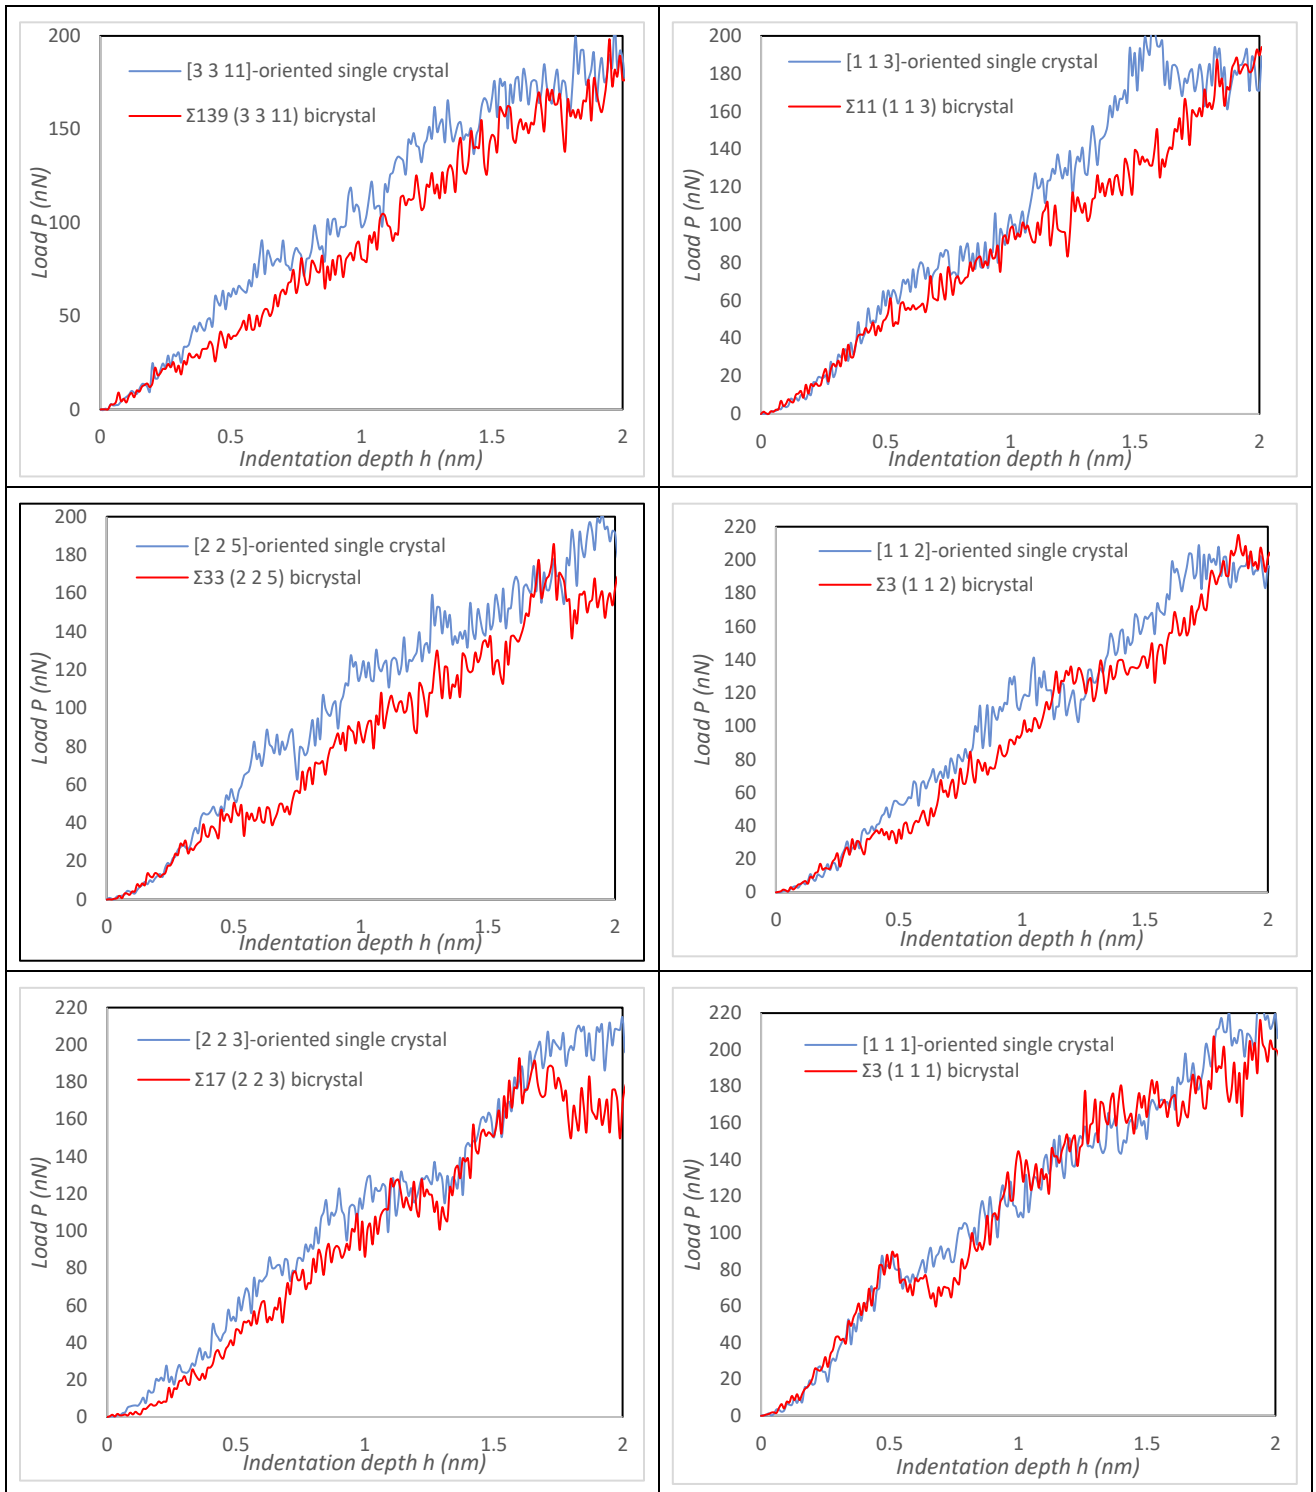 200
150
100
50
0
Load P (nN)
[3 3 11]-oriented single crystal
Σ139 (3 3 11) bicrystal
0 0.5 1 1.5 2
Indentation depth h (nm)
200
180
160
140
120
100
80
60
40
20
0
Load P (nN)
[1 1 3]-oriented single crystal
Σ11 (1 1 3) bicrystal
0 0.5 1 1.5 2
Indentation depth h (nm)
200
180
160
140
120
100
80
60
40
20
0
Load P (nN)
[2 2 5]-oriented single crystal
Σ33 (2 2 5) bicrystal
0 0.5 1 1.5 2
Indentation depth h (nm)
220
200
180
160
140
120
100
80
60
40
20
0
Load P (nN)
[1 1 2]-oriented single crystal
Σ3 (1 1 2) bicrystal
0 0.5 1 1.5 2
Indentation depth h (nm)
220
200
180
160
140
120
100
80
60
40
20
0
Load P (nN)
[2 2 3]-oriented single crystal
Σ17 (2 2 3) bicrystal
0 0.5 1 1.5 2
Indentation depth h (nm)
220
200
180
160
140
120
100
80
60
40
20
0
Load P (nN)
[1 1 1]-oriented single crystal
Σ3 (1 1 1) bicrystal
0 0.5 1 1.5 2
Indentation depth h (nm)